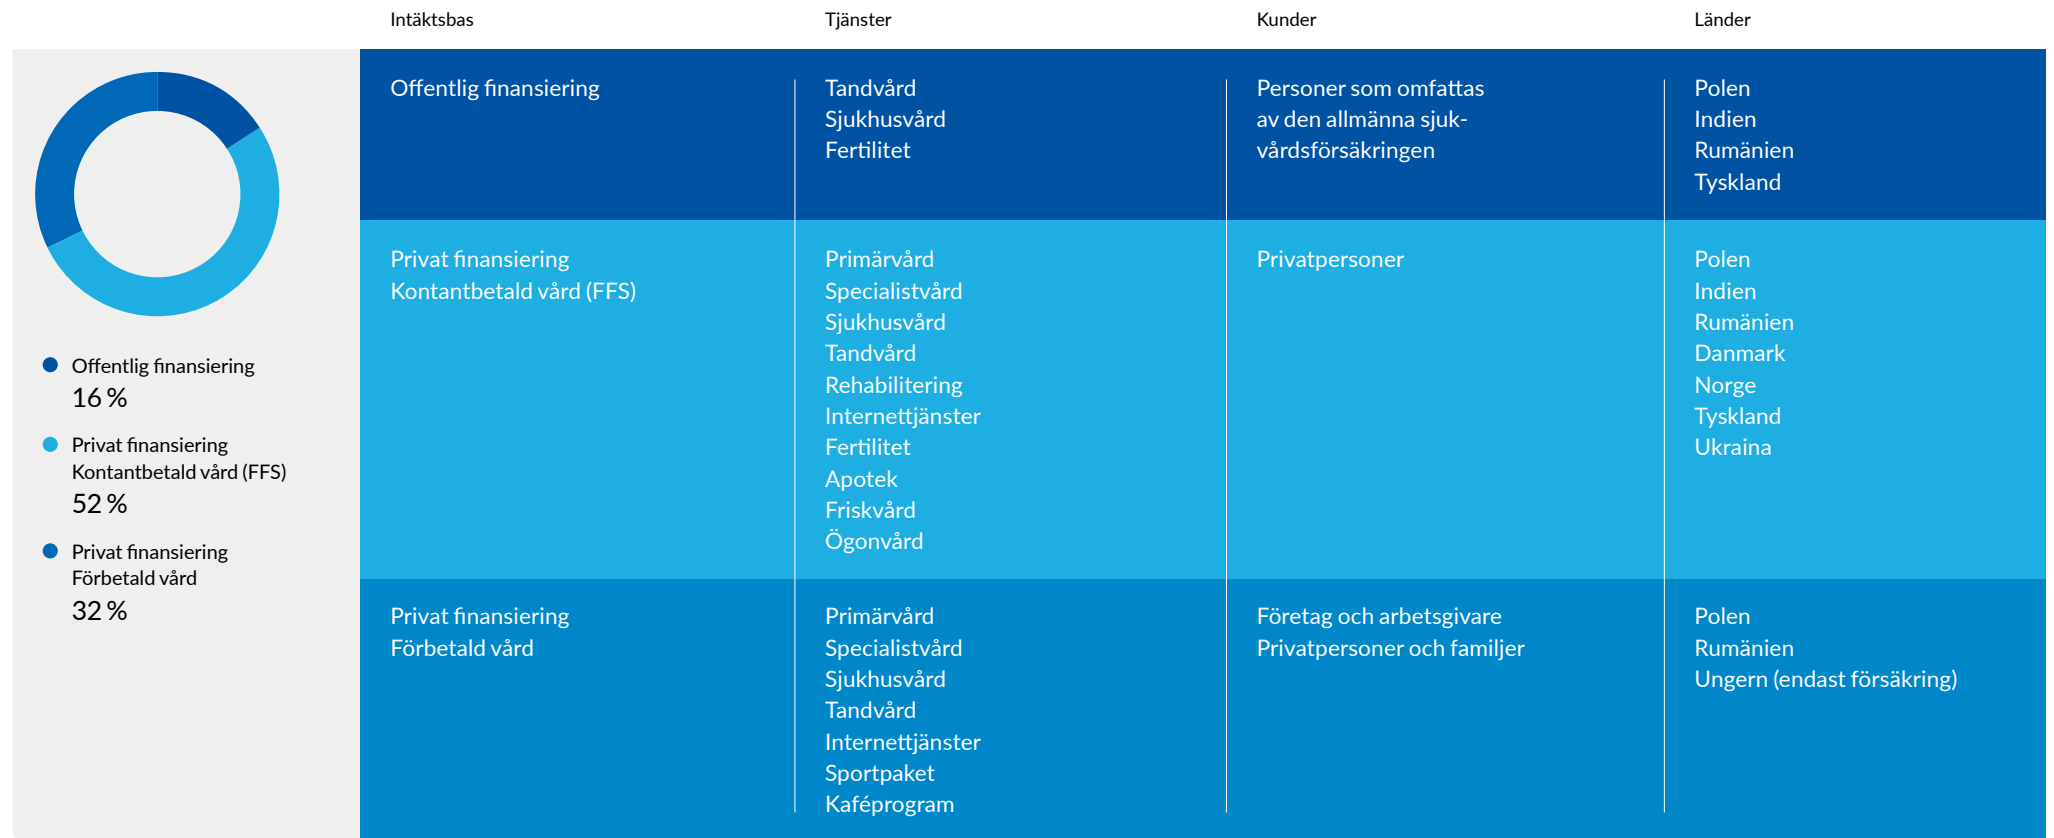 Intäktsbas
Tjänster
Kunder
Länder
Offentlig finansiering
16 %
Privat finansiering
Kontantbetald vård (FFS)
52 %
Privat finansiering
Förbetald vård
32 %
Offentlig finansiering
Tandvård
Sjukhusvård
Fertilitet
Personer som omfattas
av den allmänna sjuk-
vårdsförsäkringen
Polen
Indien
Rumänien
Tyskland
Privat finansiering
Kontantbetald vård (FFS)
Primärvård
Specialistvård
Sjukhusvård
Tandvård
Rehabilitering
Internettjänster
Fertilitet
Apotek
Friskvård
Ögonvård
Privatpersoner
Polen
Indien
Rumänien
Danmark
Norge
Tyskland
Ukraina
Privat finansiering
Förbetald vård
Primärvård
Specialistvård
Sjukhusvård
Tandvård
Internettjänster
Sportpaket
Kaféprogram
Företag och arbetsgivare
Privatpersoner och familjer
Polen
Rumänien
Ungern (endast försäkring)